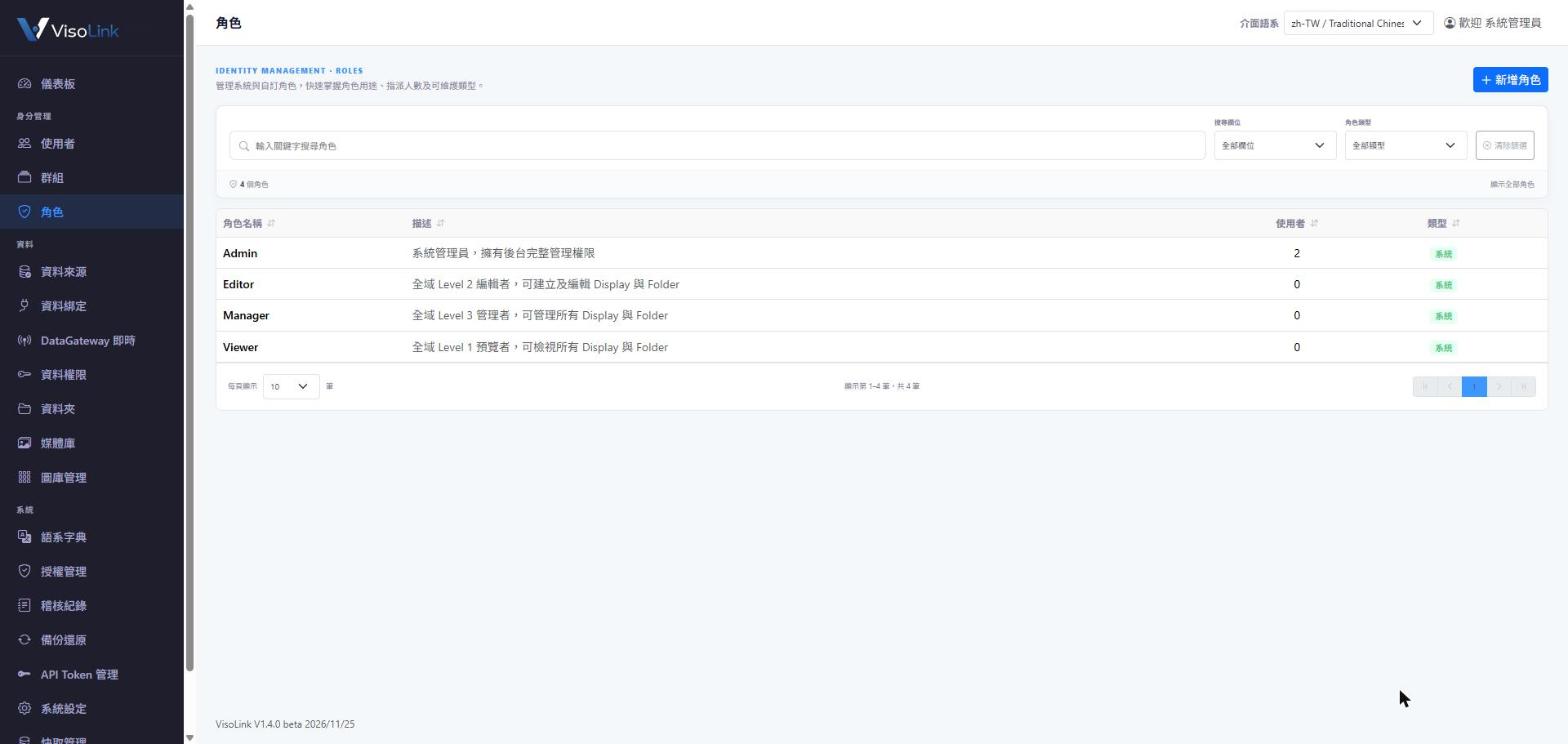 VisoLink
儀表板
身分管理
使用者
群組
角色
資料
資料來源
資料綁定
DataGateway 即時
資料權限
資料夾
媒體庫
圖庫管理
系統
語系字典
授權管理
稽核紀錄
備份還原
API Token 管理
系統設定
快取管理
角色
介面語系
zh-TW / Traditional Chines
歡迎 系統管理員
IDENTITY MANAGEMENT · ROLES
管理系統與自訂角色，快速掌握角色用途、指派人數及可維護類型。
新增角色
輸入關鍵字搜尋角色
搜尋欄位
全部欄位
角色類型
全部類型
清除篩選
4 個角色
顯示全部角色
角色名稱 描述 使用者 類型
Admin 系統管理員，擁有後台完整管理權限 2 系統
Editor 全域 Level 2 編輯者，可建立及編輯 Display 與 Folder 0 系統
Manager 全域 Level 3 管理者，可管理所有 Display 與 Folder 0 系統
Viewer 全域 Level 1 預覽者，可檢視所有 Display 與 Folder 0 系統
每頁顯示 10 筆
顯示第 1–4 筆，共 4 筆
1
VisoLink V1.4.0 beta 2026/11/25